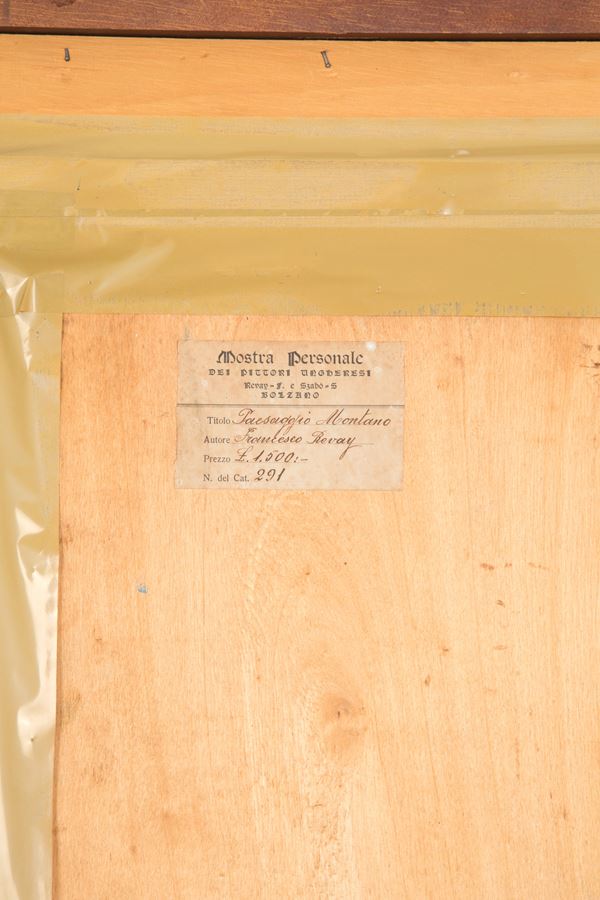 Mostra Personale
DEI PITTORI UNGHERESI
Revay-F. e Szabò-S
BOLZANO
Titolo Paesaggio Montano
Autore Francesco Revay
Prezzo £. 1.500:-
N. del Cat. 291